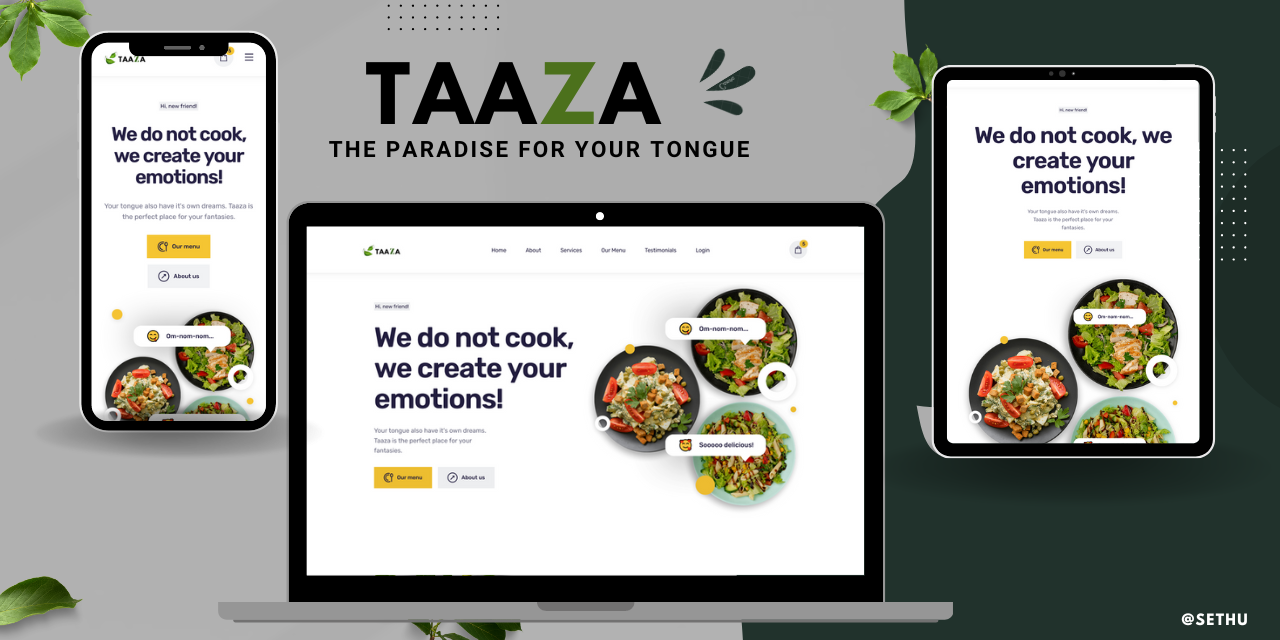 TAAZA
THE PARADISE FOR YOUR TONGUE
TAAZA
5
Hi, new friend!
We do not cook,
we create your
emotions!
Your tongue also have it's own dreams. Taaza is
the perfect place for your fantasies.
Our menu
About us
Om-nom-nom...
TAAZA
Home
About
Services
Our Menu
Testimonials
Login
5
Hi, new friend!
We do not cook,
we create your
emotions!
Your tongue also have it's own dreams.
Taaza is the perfect place for your
fantasies.
Our menu
About us
Om-nom-nom...
Sooooo delicious!
Hi, new friend!
We do not cook, we
create your
emotions!
Your tongue also have it's own dreams.
Taaza is the perfect place for your
fantasies.
Our menu
About us
Om-nom-nom...
@SETHU